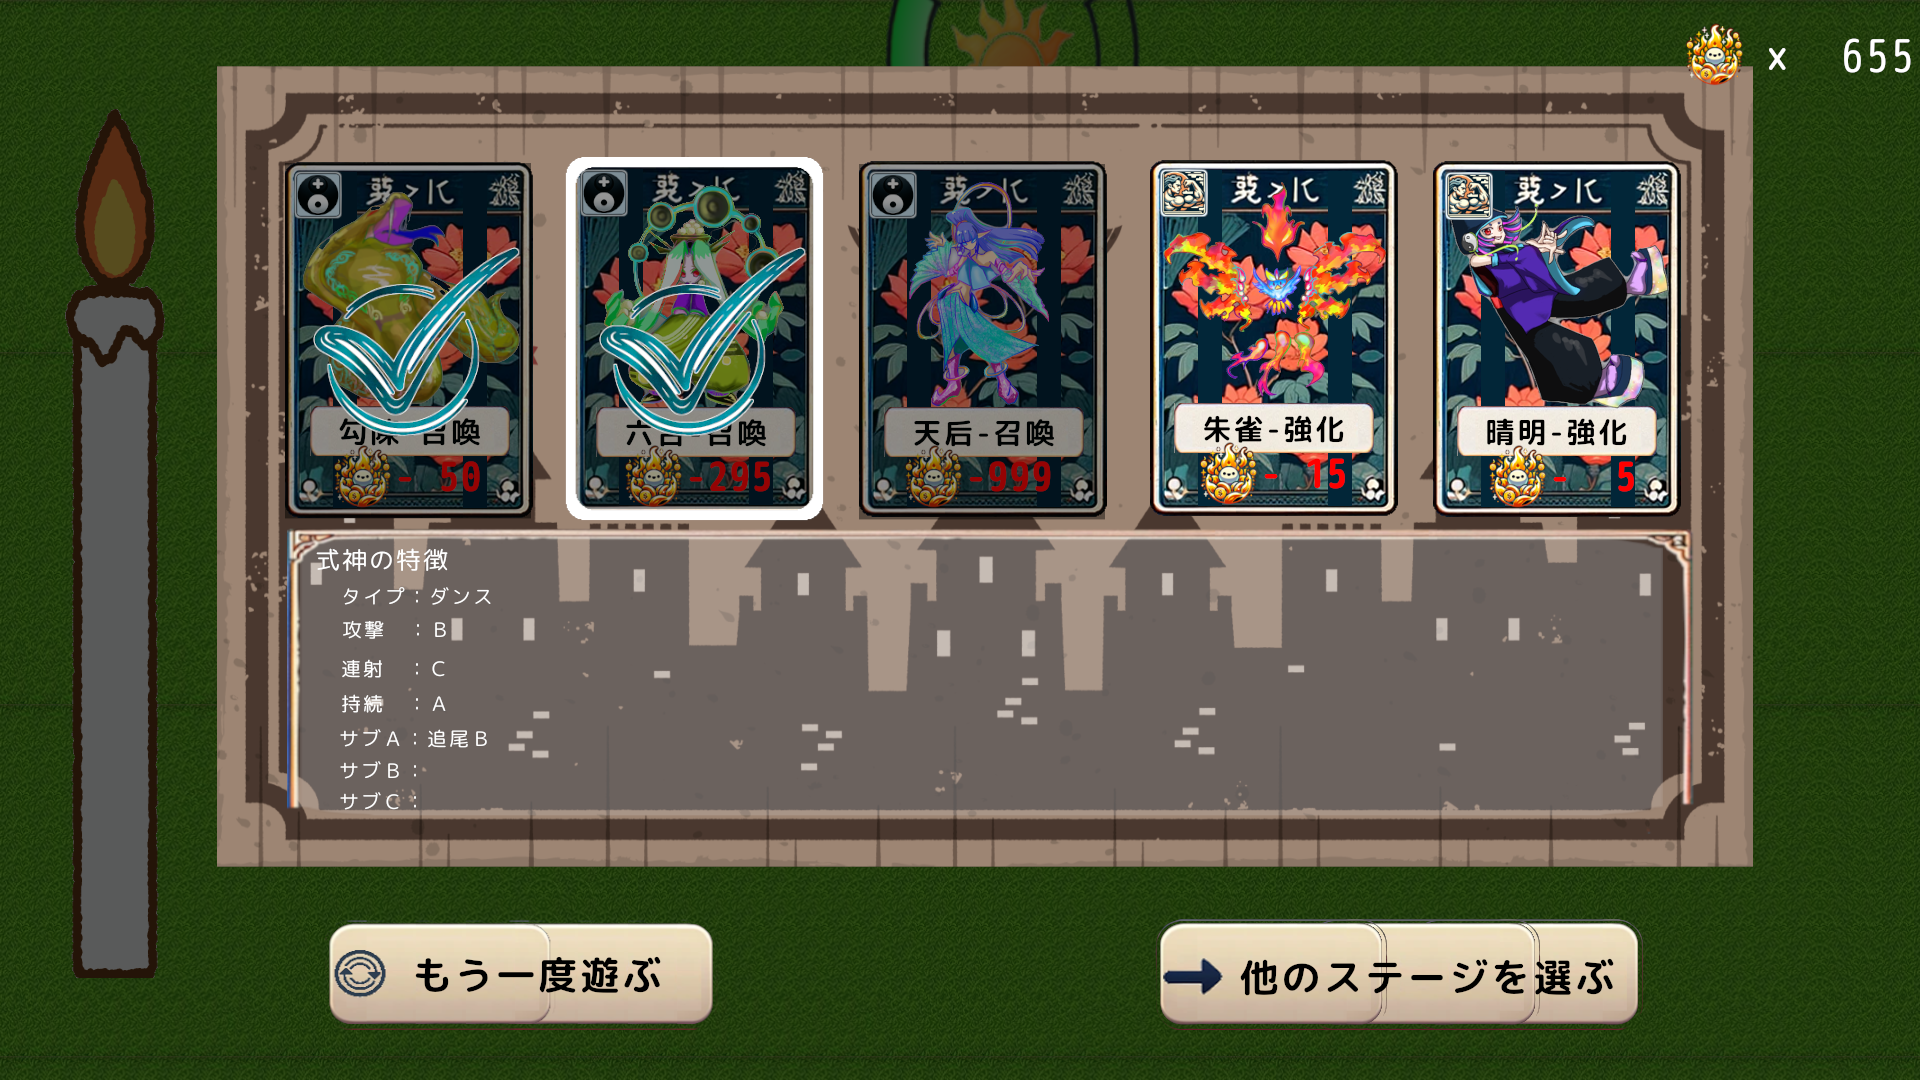 x 655
勾陳-召喚
- 50
六合-召喚
-295
天后-召喚
-999
朱雀-強化
- 15
晴明-強化
- 5
式神の特徴
タイプ：ダンス
攻撃 ：B
連射 ：C
持続 ：A
サブA：追尾B
サブB：
サブC：
もう一度遊ぶ
他のステージを選ぶ